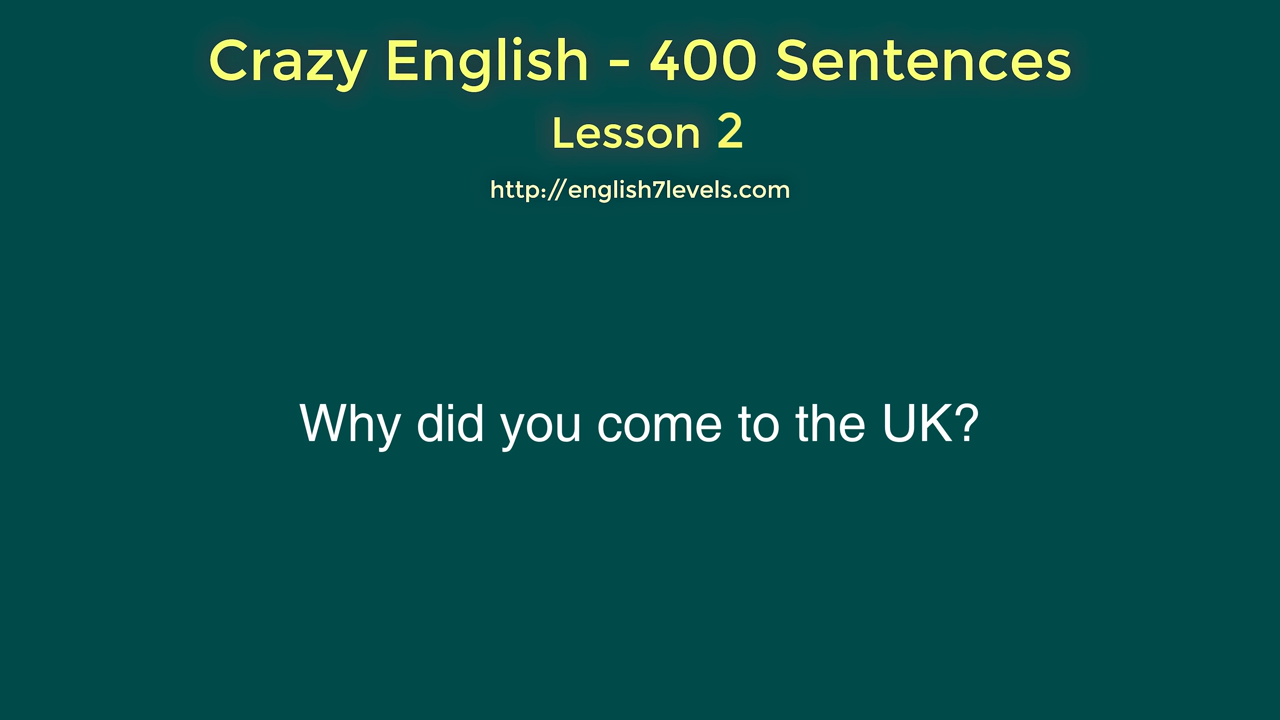 Crazy English - 400 Sentences
Lesson 2
http://english7levels.com
Why did you come to the UK?